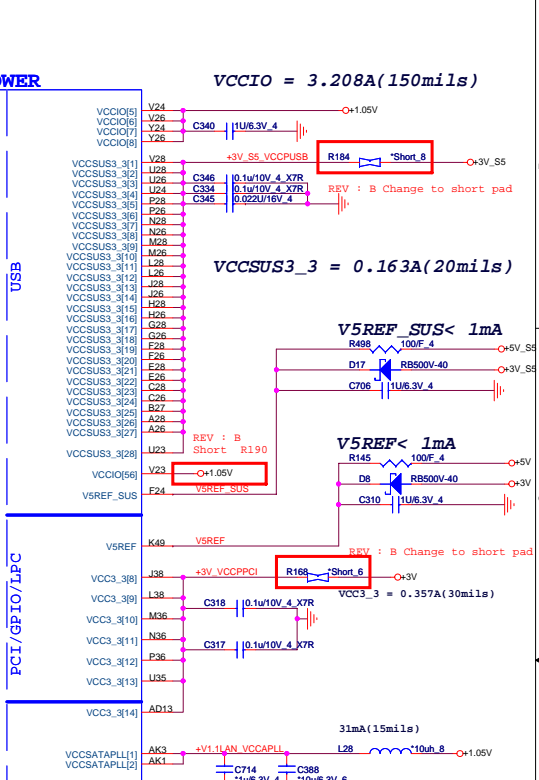 WER
VCCIO = 3.208A(150mils)
VCCIO[5] V24 +1.05V
VCCIO[6] V26
VCCIO[7] Y24 C340 1U/6.3V_4
VCCIO[8] Y26
VCCSUS3_3[1] V28 +3V_S5_VCCPUSB R184 *Short_8 +3V_S5
VCCSUS3_3[2] U28
VCCSUS3_3[3] U26 C346 0.1u/10V_4_X7R
VCCSUS3_3[4] U24 C334 0.1u/10V_4_X7R REV : B Change to short pad
VCCSUS3_3[5] P28 C345 0.022U/16V_4
VCCSUS3_3[6] P26
VCCSUS3_3[7] N28
VCCSUS3_3[8] N26
VCCSUS3_3[9] M28
VCCSUS3_3[10] M26
VCCSUS3_3[11] L28 VCCSUS3_3 = 0.163A(20mils)
VCCSUS3_3[12] L26
VCCSUS3_3[13] J28
VCCSUS3_3[14] J26
VCCSUS3_3[15] H28
VCCSUS3_3[16] H26
VCCSUS3_3[17] G28 V5REF_SUS< 1mA
VCCSUS3_3[18] G26
VCCSUS3_3[19] F28 R498 100/F_4 +5V_S5
VCCSUS3_3[20] F26
VCCSUS3_3[21] E28 D17 RB500V-40 +3V_S5
VCCSUS3_3[22] E26
VCCSUS3_3[23] C28 C706 1U/6.3V_4
VCCSUS3_3[24] C26
VCCSUS3_3[25] B27
VCCSUS3_3[26] A28
VCCSUS3_3[27] A26
USB
REV : B
Short R190
V5REF< 1mA
VCCSUS3_3[28] U23
R145 100/F_4 +5V
VCCIO[56] V23 +1.05V
D8 RB500V-40 +3V
V5REF_SUS F24 V5REF_SUS
C310 1U/6.3V_4
V5REF K49 V5REF
REV : B Change to short pad
VCC3_3[8] J38 +3V_VCCPPCI R168 *Short_6 +3V
VCC3_3 = 0.357A(30mils)
VCC3_3[9] L38
C318 0.1u/10V_4_X7R
VCC3_3[10] M36
VCC3_3[11] N36
C317 0.1u/10V_4_X7R
VCC3_3[12] P36
VCC3_3[13] U35
PCI/GPIO/LPC
VCC3_3[14] AD13
31mA(15mils)
VCCSATAPLL[1] AK3 +V1.1LAN_VCCAPLL L28 *10uh_8 +1.05V
VCCSATAPLL[2] AK1
C714 C388
*1u/6.3V_4 *10u/6.3V_6